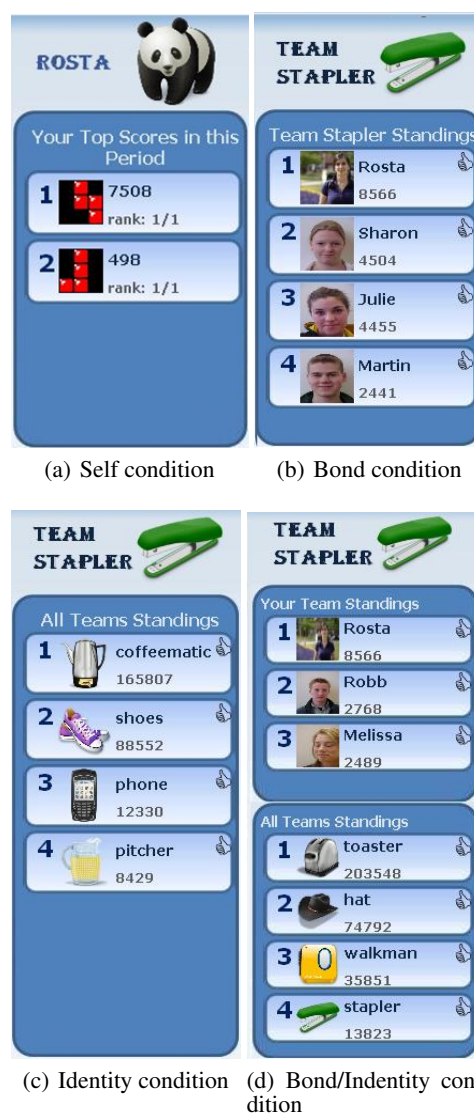 ROSTA
Your Top Scores in this
Period
1
7508
rank: 1/1
2
498
rank: 1/1
(a) Self condition
TEAM
STAPLER
Team Stapler Standings
1
Rosta
8566
2
Sharon
4504
3
Julie
4455
4
Martin
2441
(b) Bond condition
TEAM
STAPLER
All Teams Standings
1
coffeematic
165807
2
shoes
88552
3
phone
12330
4
pitcher
8429
(c) Identity condition
TEAM
STAPLER
Your Team Standings
1
Rosta
8566
2
Robb
2768
3
Melissa
2489
All Teams Standings
1
toaster
203548
2
hat
74792
3
walkman
35851
4
stapler
13823
(d) Bond/Indentity con
dition